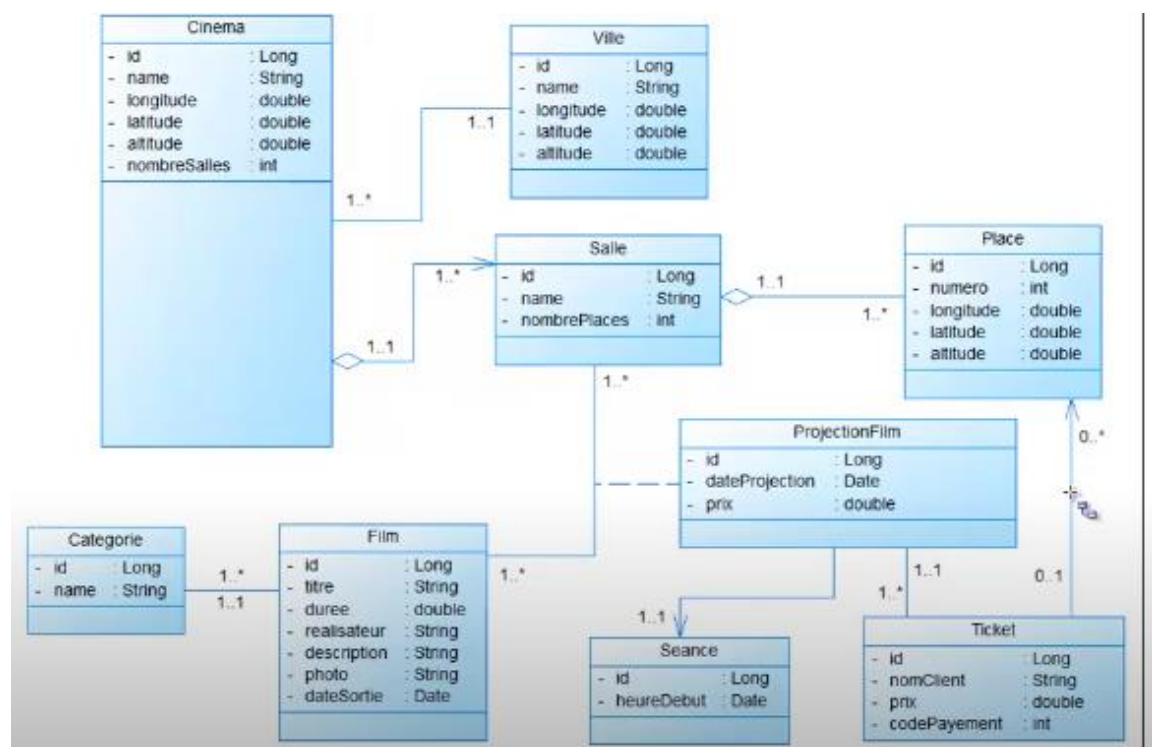 Cinema
- id : Long
- name : String
- longitude : double
- latitude : double
- altitude : double
- nombreSalles : int
Ville
- id : Long
- name : String
- longitude : double
- latitude : double
- altitude : double
1..1
1..*
Salle
- id : Long
- name : String
- nombrePlaces : int
1..*
1..1
1..1
1..*
Place
- id : Long
- numero : int
- longitude : double
- latitude : double
- altitude : double
1..*
0..*
ProjectionFilm
- id : Long
- dateProjection : Date
- prix : double
Categorie
- id : Long
- name : String
1..*
1..1
Film
- id : Long
- titre : String
- duree : double
- realisateur : String
- description : String
- photo : String
- dateSortie : Date
1..*
1..1
1..*
0..1
1..1
Seance
- id : Long
- heureDebut : Date
Ticket
- id : Long
- nomClient : String
- prix : double
- codePayement : int